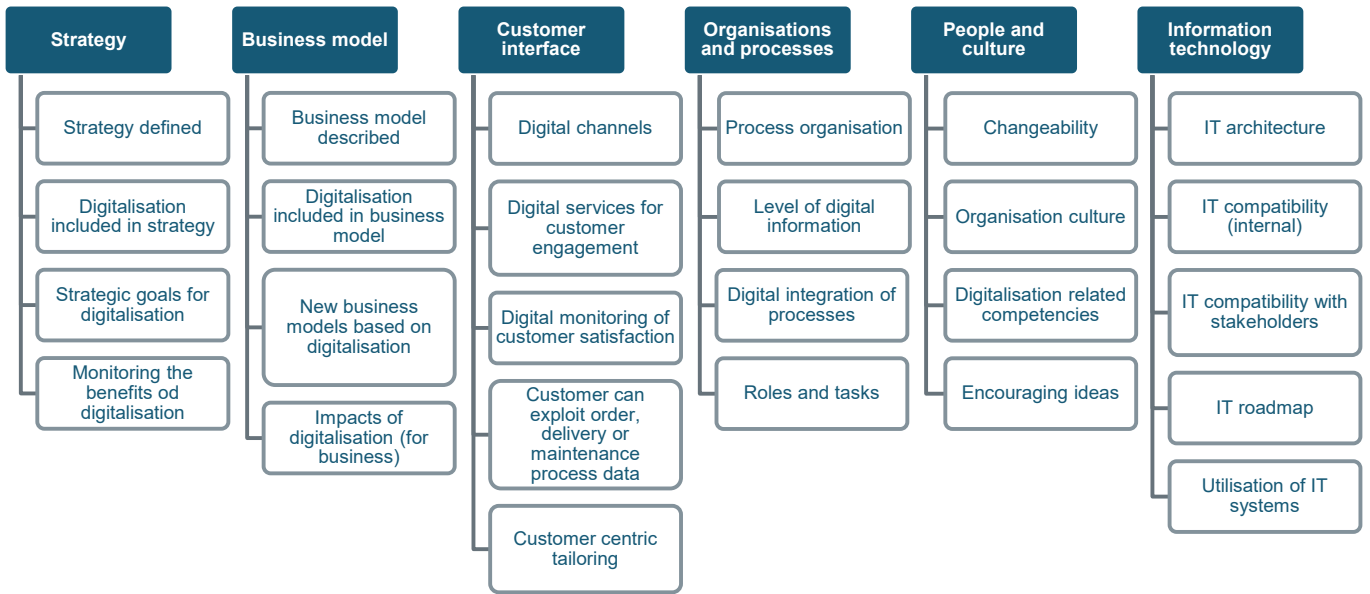 Strategy
Strategy defined
Digitalisation
included in strategy
Strategic goals for
digitalisation
Monitoring the
benefits od
digitalisation
Business model
Business model
described
Digitalisation
included in business
model
New business
models based on
digitalisation
Impacts of
digitalisation (for
business)
Customer
interface
Digital channels
Digital services for
customer
engagement
Digital monitoring of
customer satisfaction
Customer can
exploit order,
delivery or
maintenance
process data
Customer centric
tailoring
Organisations
and processes
Process organisation
Level of digital
information
Digital integration of
processes
Roles and tasks
People and
culture
Changeability
Organisation culture
Digitalisation related
competencies
Encouraging ideas
Information
technology
IT architecture
IT compatibility
(internal)
IT compatibility with
stakeholders
IT roadmap
Utilisation of IT
systems